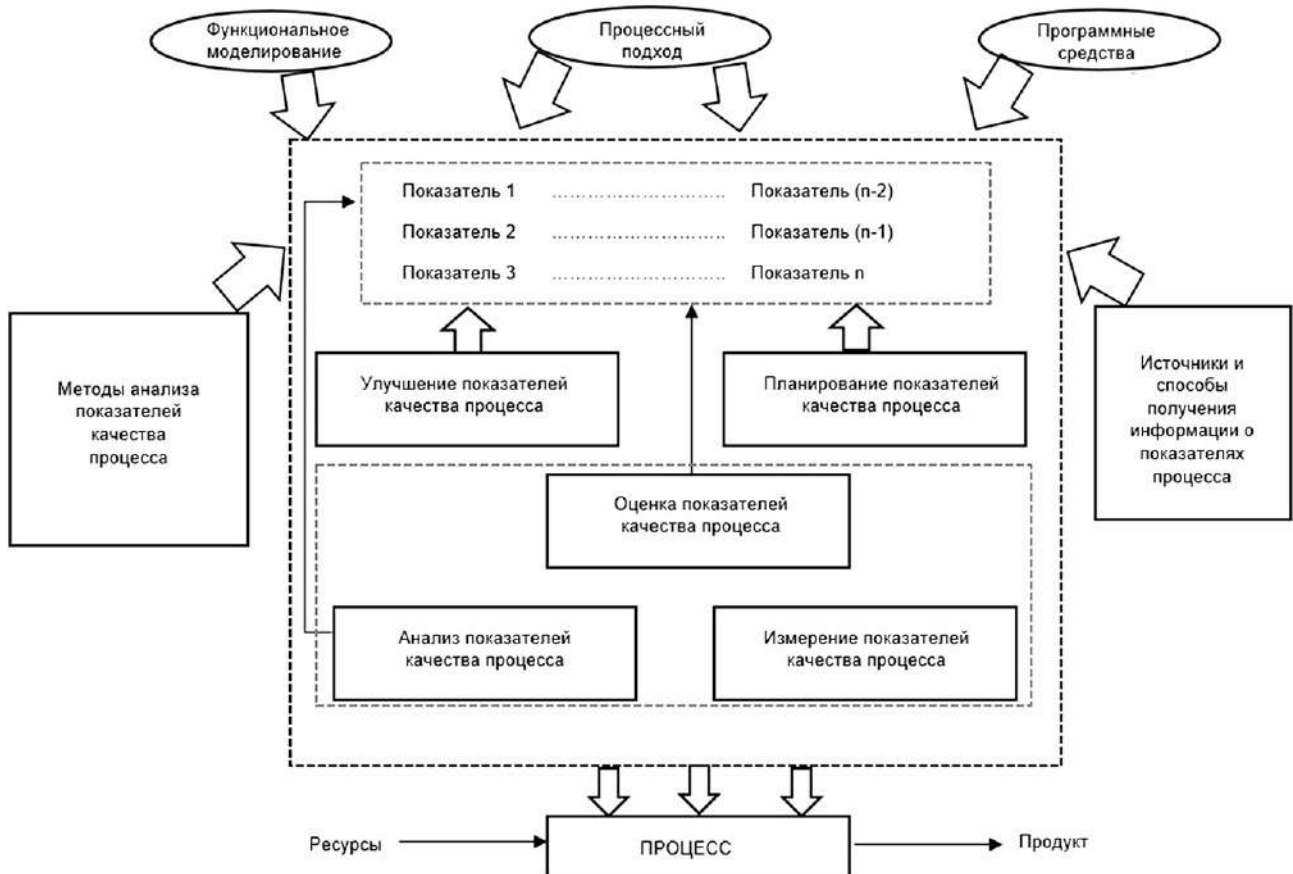 Функциональное
моделирование
Процессный
подход
Программные
средства
Показатель 1 ........................... Показатель (n-2)
Показатель 2 ........................... Показатель (n-1)
Показатель 3 ........................... Показатель n
Методы анализа
показателей
качества
процесса
Улучшение показателей
качества процесса
Планирование показателей
качества процесса
Источники и
способы
получения
информации о
показателях
процесса
Оценка показателей
качества процесса
Анализ показателей
качества процесса
Измерение показателей
качества процесса
Ресурсы
ПРОЦЕСС
Продукт